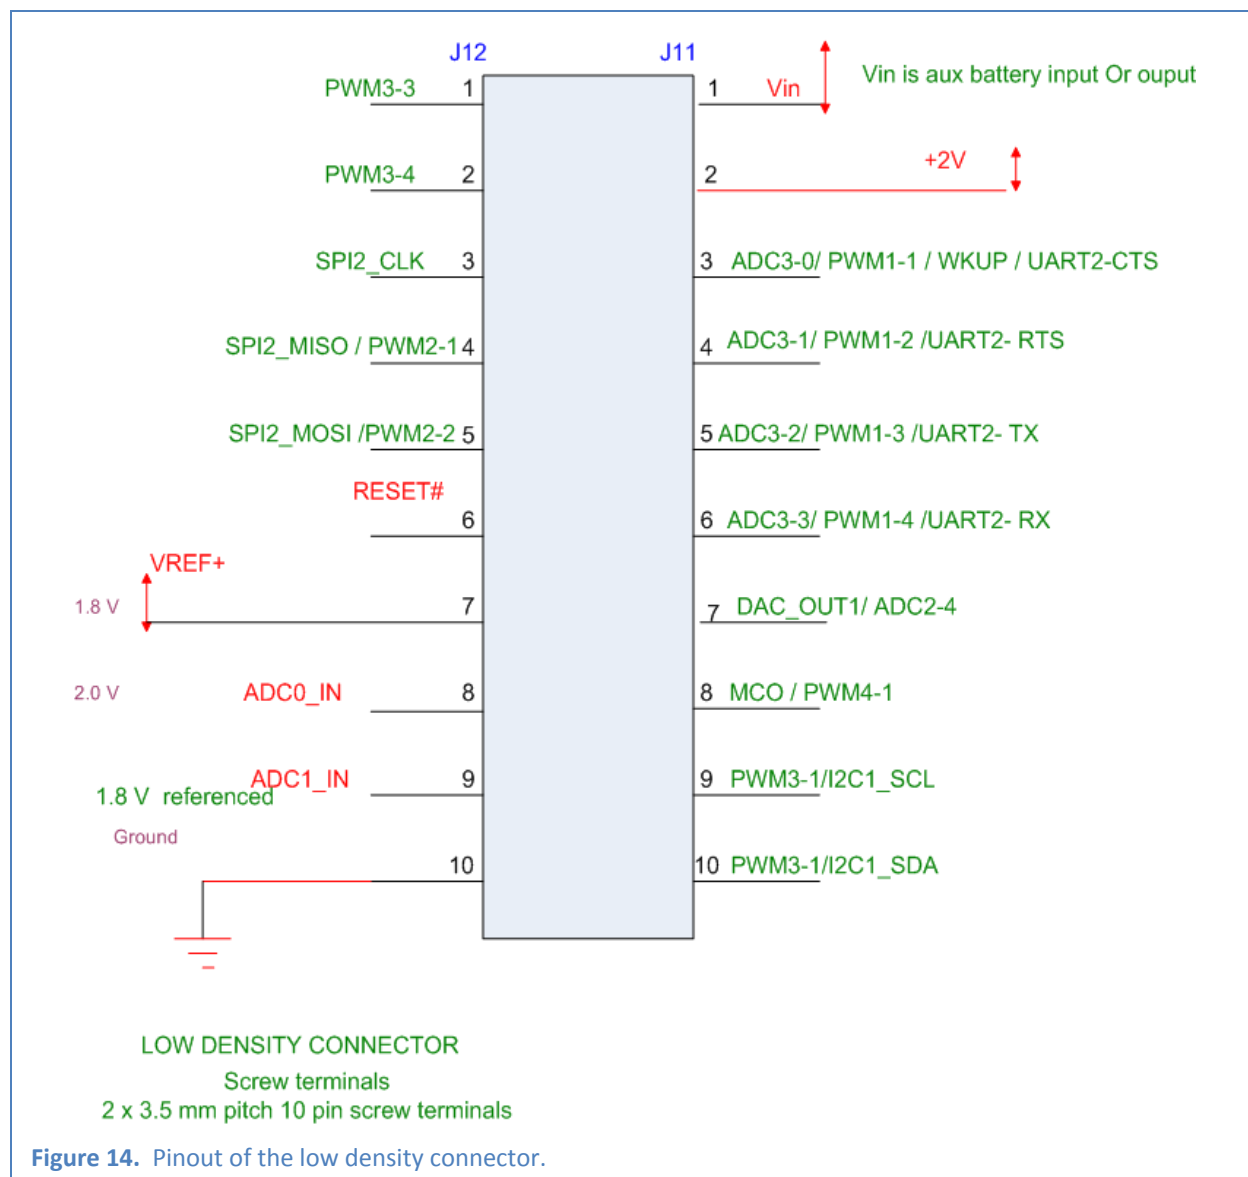 J12 J11
PWM3-3 1 1 Vin Vin is aux battery input Or ouput
PWM3-4 2 2 +2V
SPI2_CLK 3 3 ADC3-0/ PWM1-1 / WKUP / UART2-CTS
SPI2_MISO / PWM2-1 4 4 ADC3-1/ PWM1-2 /UART2- RTS
SPI2_MOSI /PWM2-2 5 5 ADC3-2/ PWM1-3 /UART2- TX
RESET#
6 6 ADC3-3/ PWM1-4 /UART2- RX
VREF+
1.8 V 7 7 DAC_OUT1/ ADC2-4
2.0 V ADC0_IN 8 8 MCO / PWM4-1
ADC1_IN 9 9 PWM3-1/I2C1_SCL
1.8 V referenced
Ground
10 10 PWM3-1/I2C1_SDA
LOW DENSITY CONNECTOR
Screw terminals
2 x 3.5 mm pitch 10 pin screw terminals
Figure 14. Pinout of the low density connector.